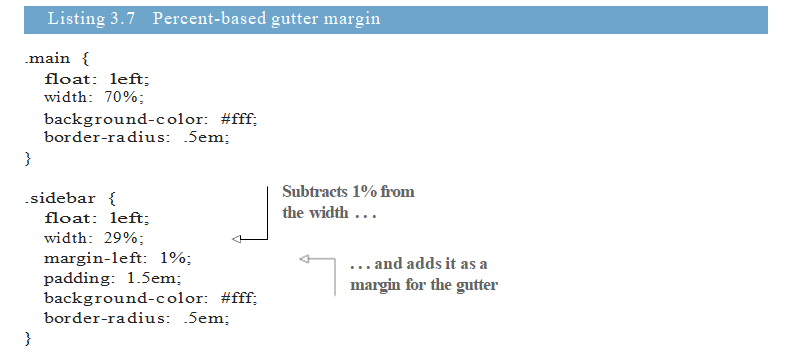 Listing 3.7 Percent-based gutter margin
.main {
float: left;
width: 70%;
background-color: #fff;
border-radius: .5em;
}
.sidebar {
float: left;
width: 29%;
margin-left: 1%;
padding: 1.5em;
background-color: #fff;
border-radius: .5em;
}
Subtracts 1% from
the width . . .
. . . and adds it as a
margin for the gutter